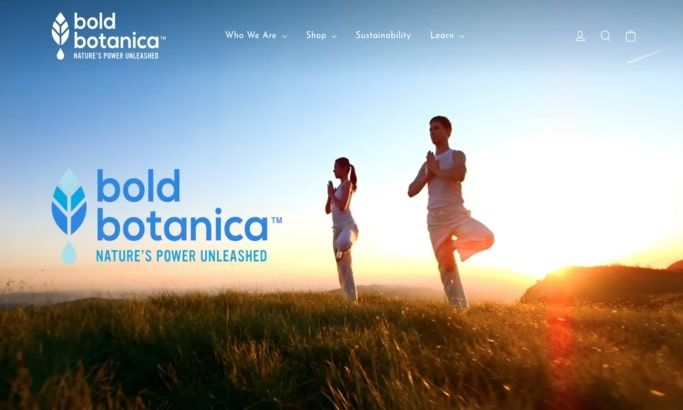 bold
botanica™
NATURE'S POWER UNLEASHED
Who We Are Shop Sustainability Learn
bold
botanica™
NATURE'S POWER UNLEASHED